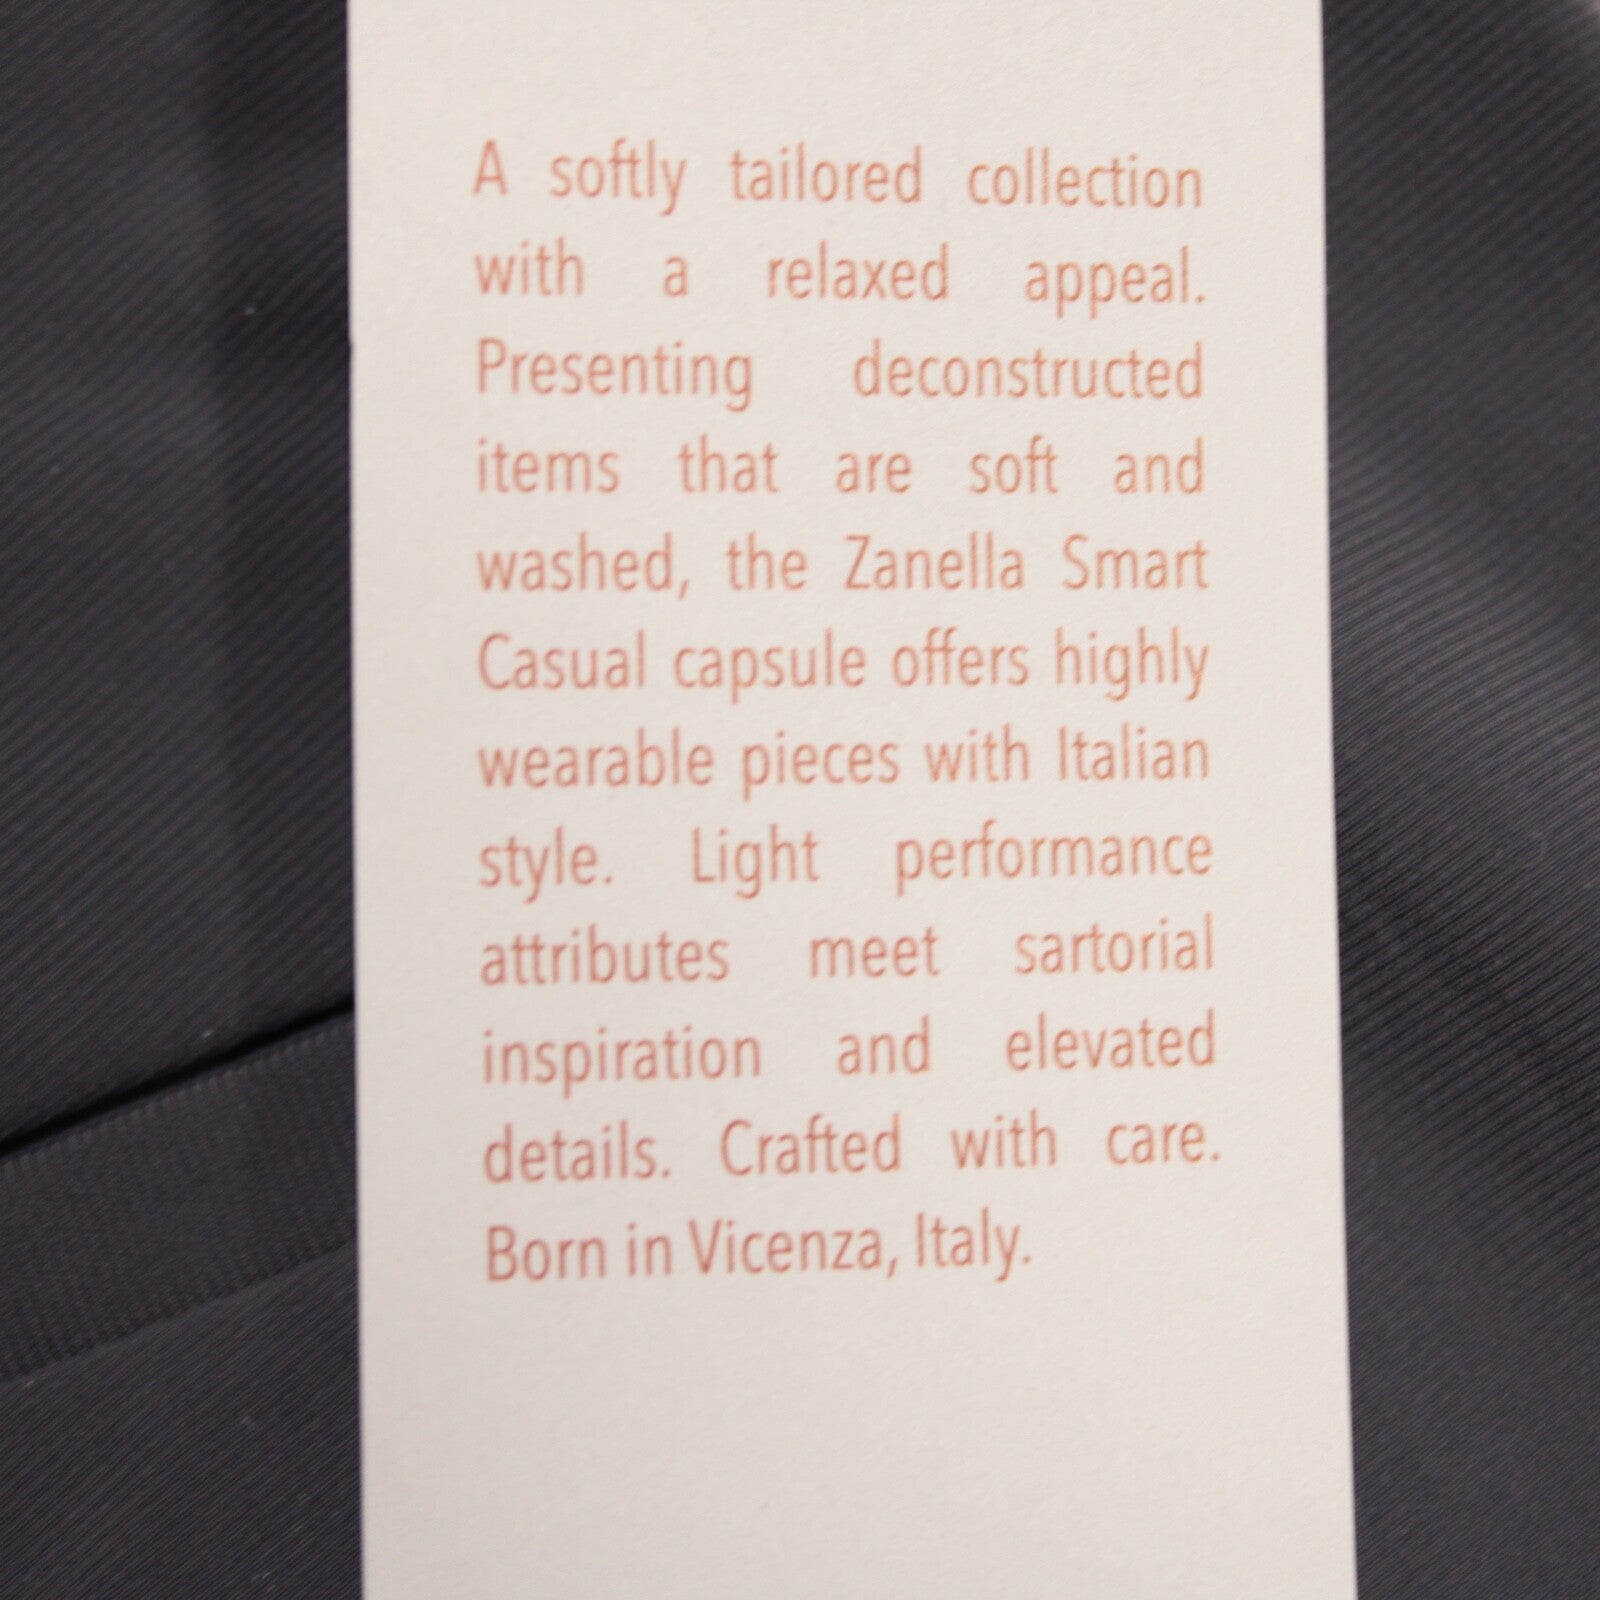 A softly tailored collection
with a relaxed appeal.
Presenting deconstructed
items that are soft and
washed, the Zanella Smart
Casual capsule offers highly
wearable pieces with Italian
style. Light performance
attributes meet sartorial
inspiration and elevated
details. Crafted with care.
Born in Vicenza, Italy.